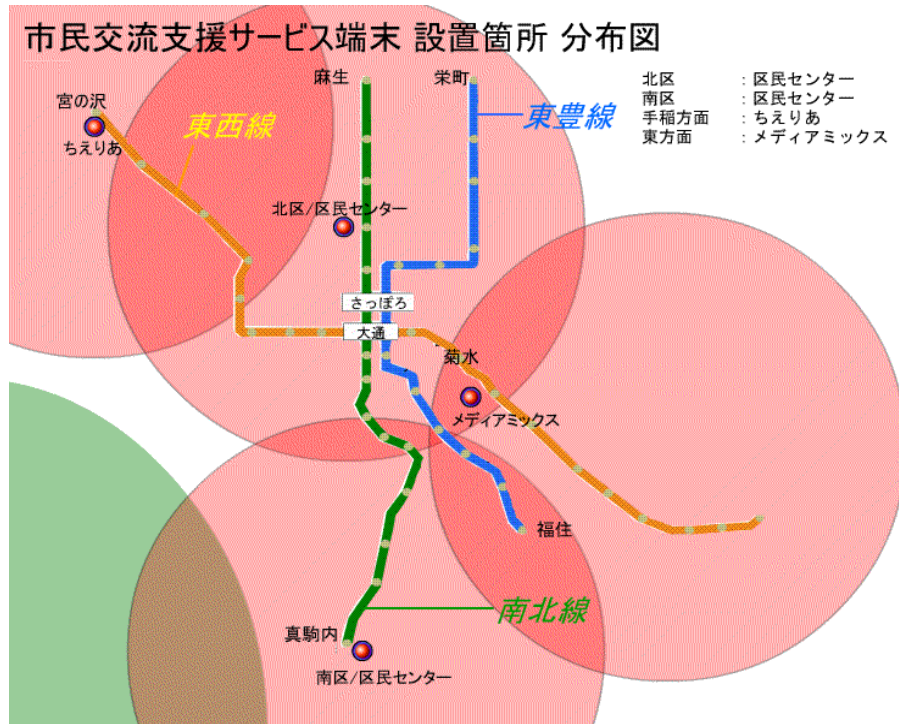 市民交流支援サービス端末 設置箇所 分布図
北区 : 区民センター
南区 : 区民センター
手稲方面 : ちえりあ
東方面 : メディアミックス
麻生
栄町
宮の沢
ちえりあ
東西線
東豊線
北区/区民センター
さっぽろ
大通
菊水
メディアミックス
福住
南北線
真駒内
南区/区民センター